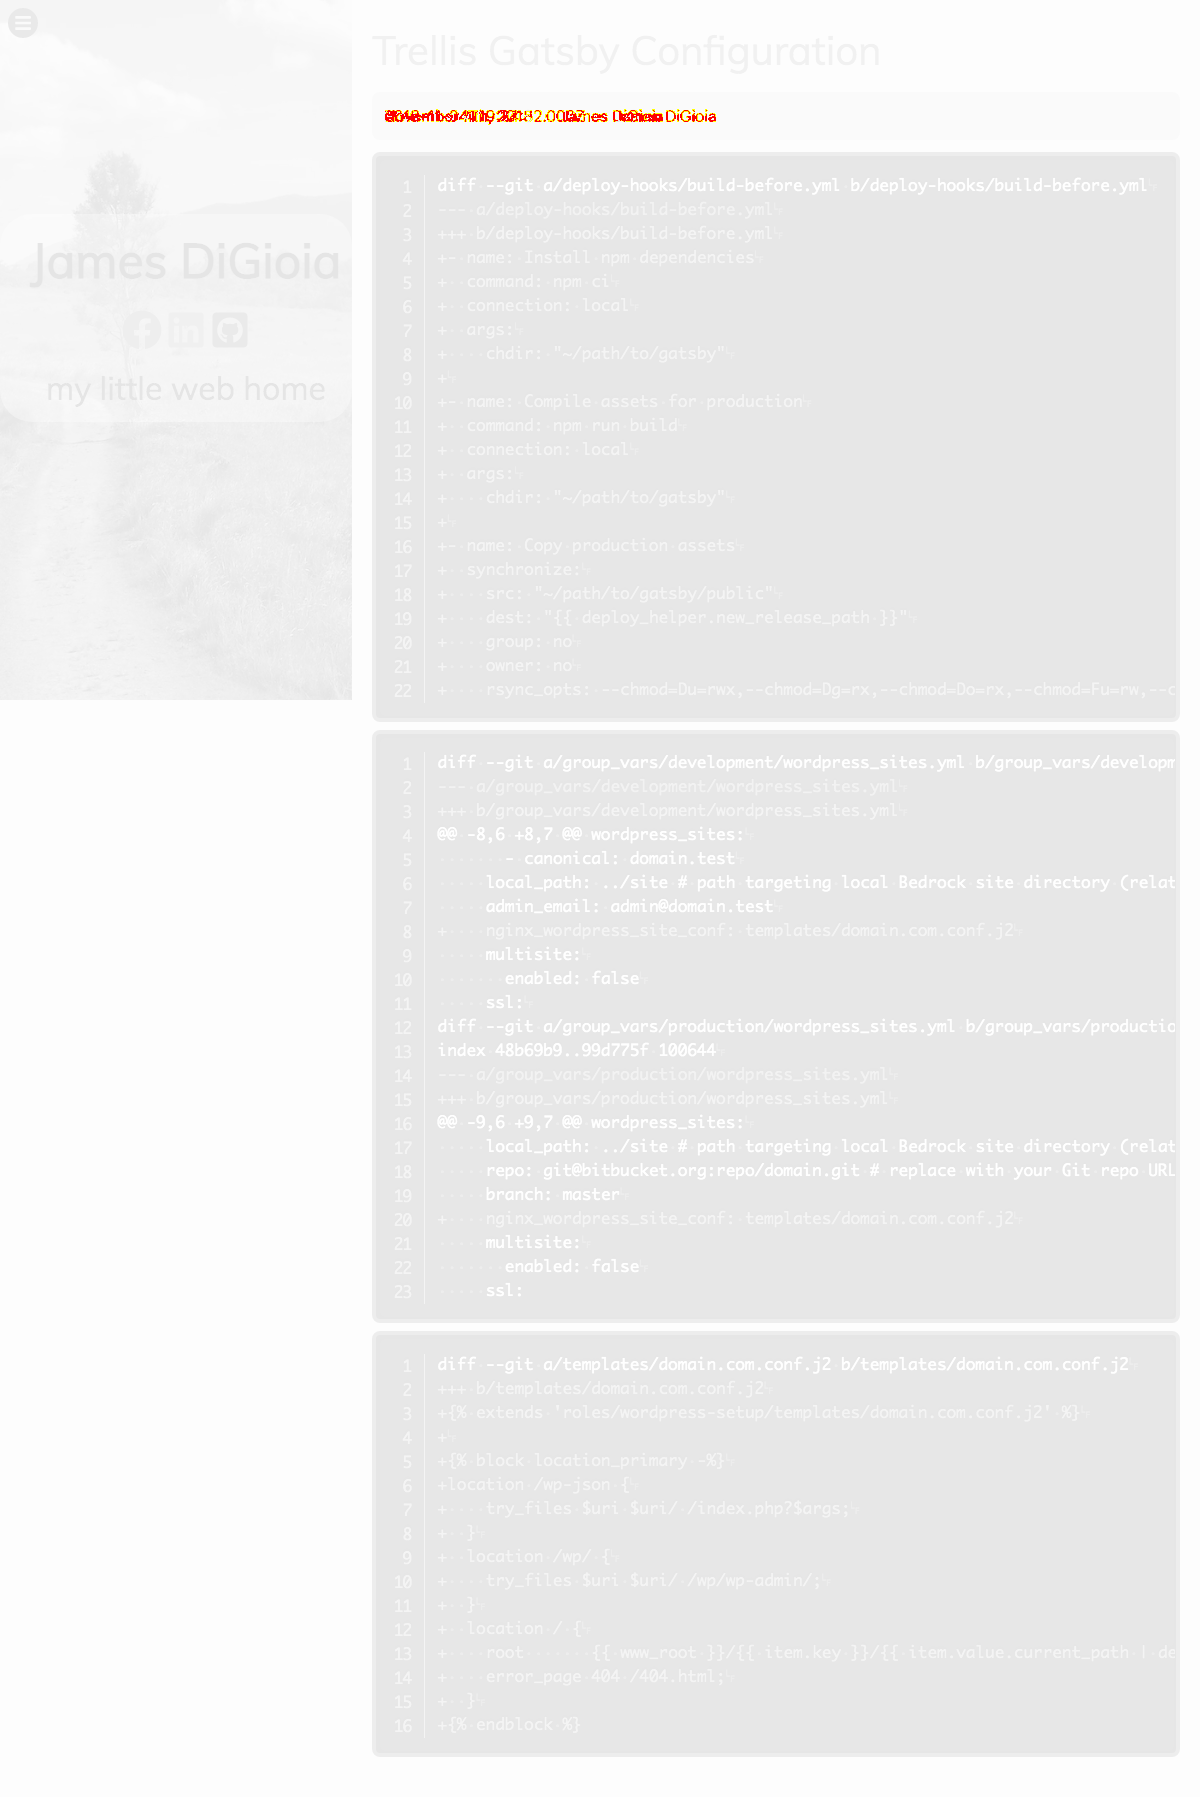 James DiGioia
my little web home
Trellis Gatsby Configuration
James DiGioia
1 diff --git a/deploy-hooks/build-before.yml b/deploy-hooks/build-before.yml
2 --- a/deploy-hooks/build-before.yml
3 +++ b/deploy-hooks/build-before.yml
4 +- name: Install npm dependencies
5 +  command: npm ci
6 +  connection: local
7 +  args:
8 +    chdir: "~/path/to/gatsby"
9 +
10 +- name: Compile assets for production
11 +  command: npm run build
12 +  connection: local
13 +  args:
14 +    chdir: "~/path/to/gatsby"
15 +
16 +- name: Copy production assets
17 +  synchronize:
18 +    src: "~/path/to/gatsby/public"
19 +    dest: "{{ deploy_helper.new_release_path }}"
20 +    group: no
21 +    owner: no
22 +    rsync_opts: --chmod=Du=rwx,--chmod=Dg=rx,--chmod=Do=rx,--chmod=Fu=rw,--c
1 diff --git a/group_vars/development/wordpress_sites.yml b/group_vars/developm
2 --- a/group_vars/development/wordpress_sites.yml
3 +++ b/group_vars/development/wordpress_sites.yml
4 @@ -8,6 +8,7 @@ wordpress_sites:
5        - canonical: domain.test
6      local_path: ../site # path targeting local Bedrock site directory (relat
7      admin_email: admin@domain.test
8 +    nginx_wordpress_site_conf: templates/domain.com.conf.j2
9      multisite:
10        enabled: false
11      ssl:
12 diff --git a/group_vars/production/wordpress_sites.yml b/group_vars/productio
13 index 48b69b9..99d775f 100644
14 --- a/group_vars/production/wordpress_sites.yml
15 +++ b/group_vars/production/wordpress_sites.yml
16 @@ -9,6 +9,7 @@ wordpress_sites:
17      local_path: ../site # path targeting local Bedrock site directory (relat
18      repo: git@bitbucket.org:repo/domain.git # replace with your Git repo URL
19      branch: master
20 +    nginx_wordpress_site_conf: templates/domain.com.conf.j2
21      multisite:
22        enabled: false
23      ssl:
1 diff --git a/templates/domain.com.conf.j2 b/templates/domain.com.conf.j2
2 +++ b/templates/domain.com.conf.j2
3 +{% extends 'roles/wordpress-setup/templates/domain.com.conf.j2' %}
4 +
5 +{% block location_primary -%}
6 +location /wp-json {
7 +    try_files $uri $uri/ /index.php?$args;
8 +  }
9 +  location /wp/ {
10 +    try_files $uri $uri/ /wp/wp-admin/;
11 +  }
12 +  location / {
13 +    root       {{ www_root }}/{{ item.key }}/{{ item.value.current_path | de
14 +    error_page 404 /404.html;
15 +  }
16 +{% endblock %}